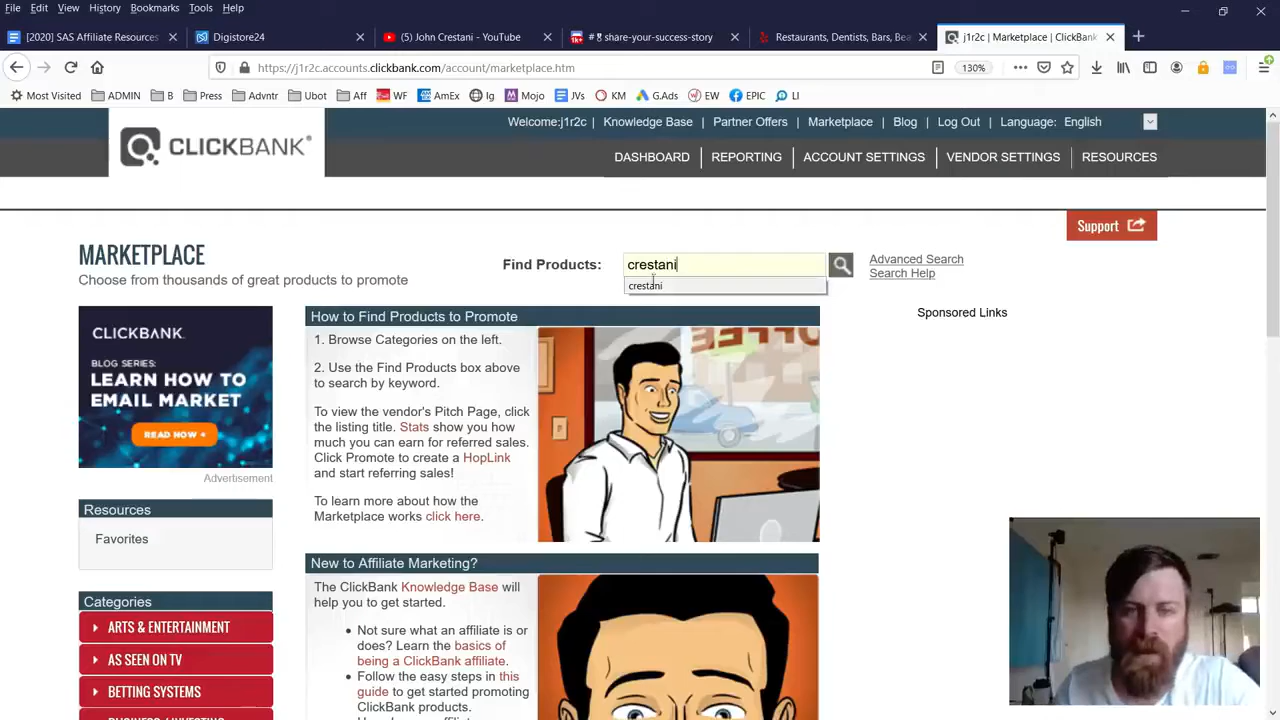 File Edit View History Bookmarks Tools Help
[2020] SAS Affiliate Resources
Digistore24
(5) John Crestani - YouTube
# share-your-success-story
Restaurants, Dentists, Bars, Bea
j1r2c | Marketplace | ClickBank
https://j1r2c.accounts.clickbank.com/account/marketplace.htm
130%
Most Visited ADMIN B Press Advntr Ubot Aff WF AmEx Ig Mojo JVs KM G.Ads EW EPIC LI
CLICKBANK®
Welcome:j1r2c | Knowledge Base | Partner Offers | Marketplace | Blog | Log Out | Language: English
DASHBOARD | REPORTING | ACCOUNT SETTINGS | VENDOR SETTINGS | RESOURCES
Support
MARKETPLACE
Choose from thousands of great products to promote
Find Products:
crestani
crestani
Advanced Search
Search Help
CLICKBANK.
BLOG SERIES:
LEARN HOW TO
EMAIL MARKET
READ NOW
Advertisement
Resources
Favorites
Categories
ARTS & ENTERTAINMENT
AS SEEN ON TV
BETTING SYSTEMS
BUSINESS / INVESTING
How to Find Products to Promote
1. Browse Categories on the left.
2. Use the Find Products box above
to search by keyword.
To view the vendor's Pitch Page, click
the listing title. Stats show you how
much you can earn for referred sales.
Click Promote to create a HopLink
and start referring sales!
To learn more about how the
Marketplace works click here.
Sponsored Links
New to Affiliate Marketing?
The ClickBank Knowledge Base will
help you to get started.
Not sure what an affiliate is or
does? Learn the basics of
being a ClickBank affiliate.
Follow the easy steps in this
guide to get started promoting
ClickBank products.